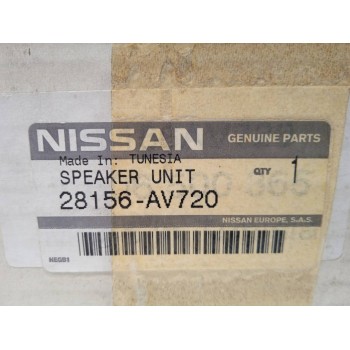 NISSAN GENUINE PARTS
Made In: TUNESIA
SPEAKER UNIT QTY 1
28156-AV720
NISSAN EUROPE, S.A.S.